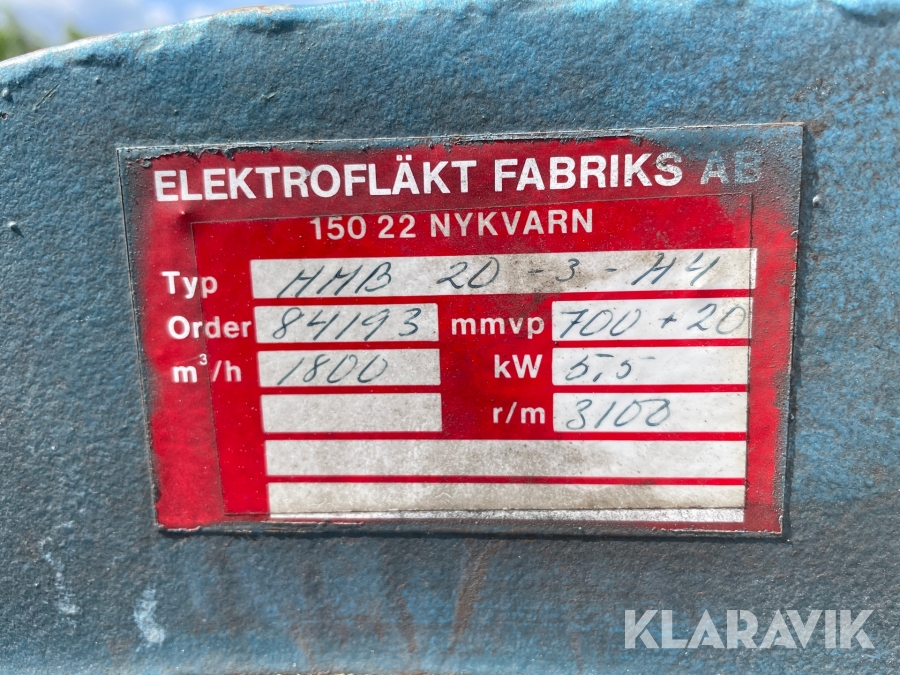 ELEKTROFLÄKT FABRIKS AB
150 22 NYKVARN
Typ HHB 20-3-H4
Order 84193 mmvp 700+20
m³/h 1800 kW 5,5
r/m 3100
KLARAVIK